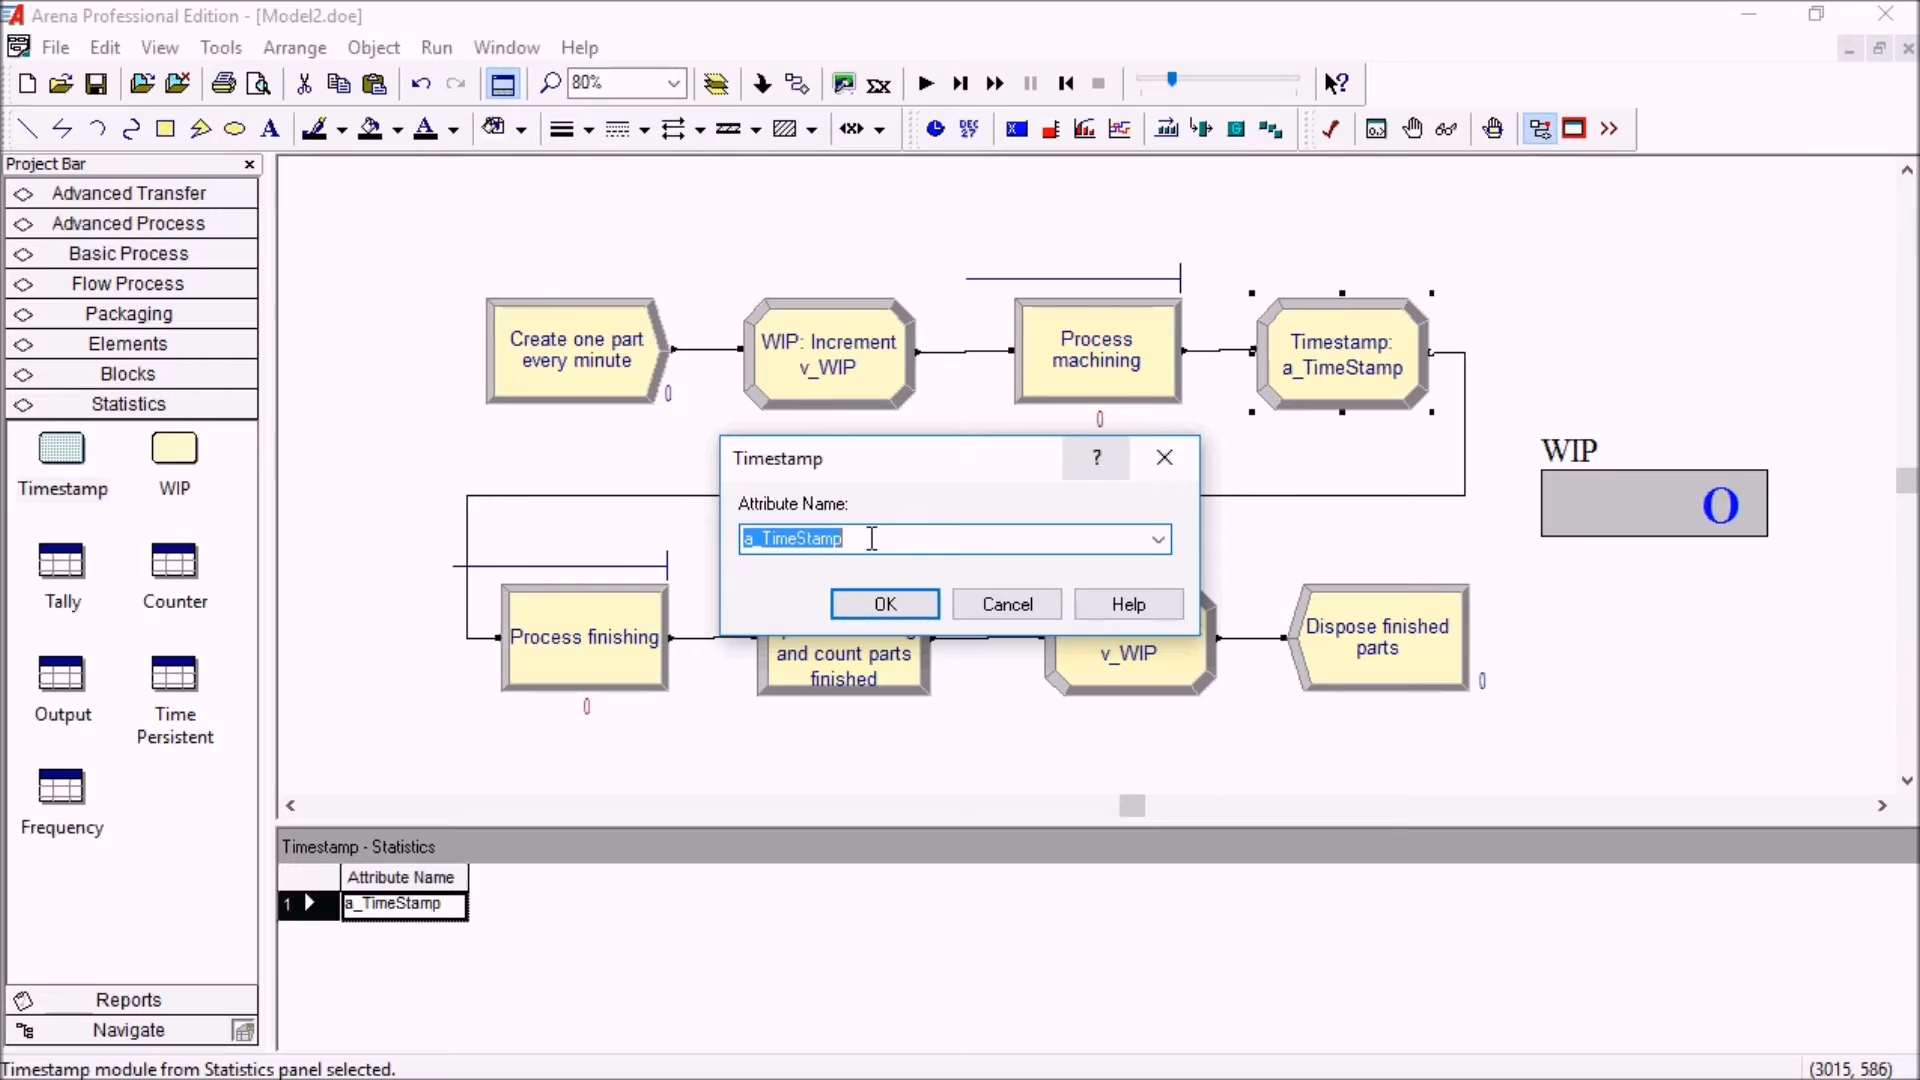 Arena Professional Edition - [Model2.doe]
File Edit View Tools Arrange Object Run Window Help
80%
DEC
27
Project Bar
Advanced Transfer
Advanced Process
Basic Process
Flow Process
Packaging
Elements
Blocks
Statistics
Timestamp WIP
Tally Counter
Output Time
Persistent
Frequency
Reports
Navigate
Create one part
every minute
0
WIP: Increment
v_WIP
Process
machining
0
Timestamp:
a_TimeStamp
WIP
0
Timestamp
?
Attribute Name:
a_TimeStamp
OK Cancel Help
Process finishing
0
and count parts
finished
v_WIP
Dispose finished
parts
0
Timestamp - Statistics
Attribute Name
1 a_TimeStamp
Timestamp module from Statistics panel selected.
(3015, 586)